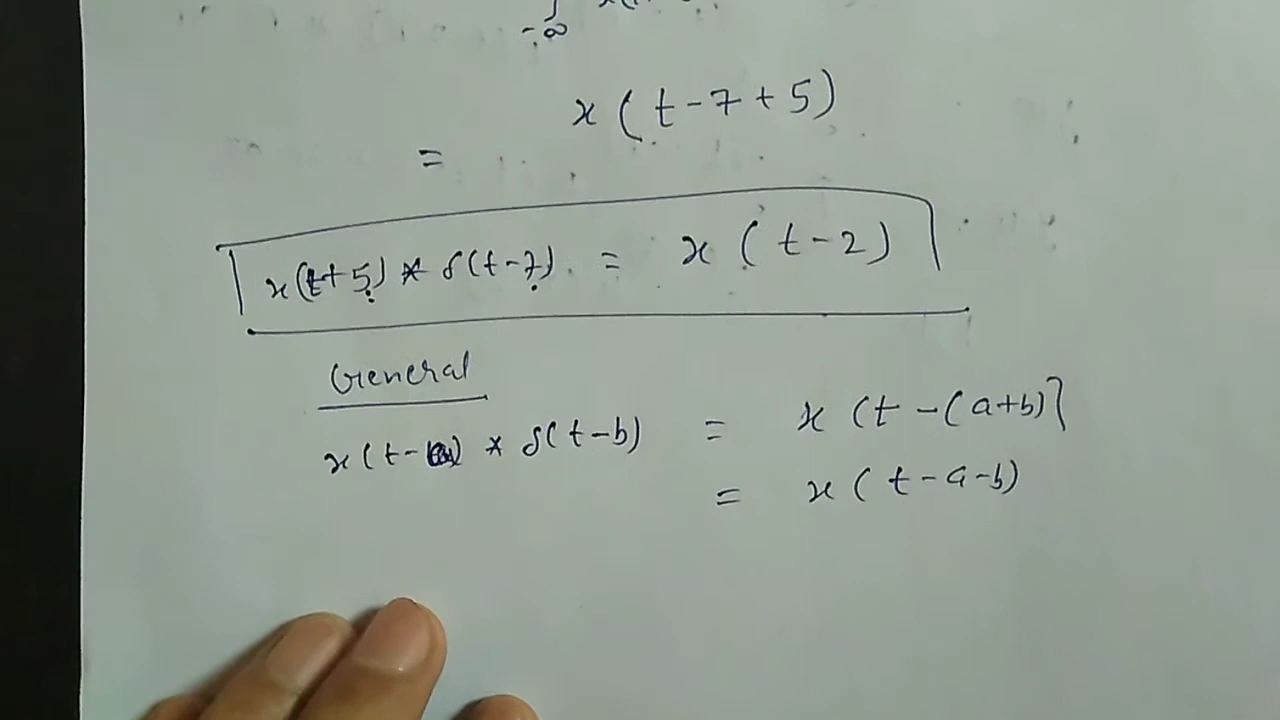 -∞
x(t-7+5)
=
x(t+5) * δ(t-7) = x(t-2)
General
x(t-a) * δ(t-b) = x(t-(a+b)]
= x(t-a-b)